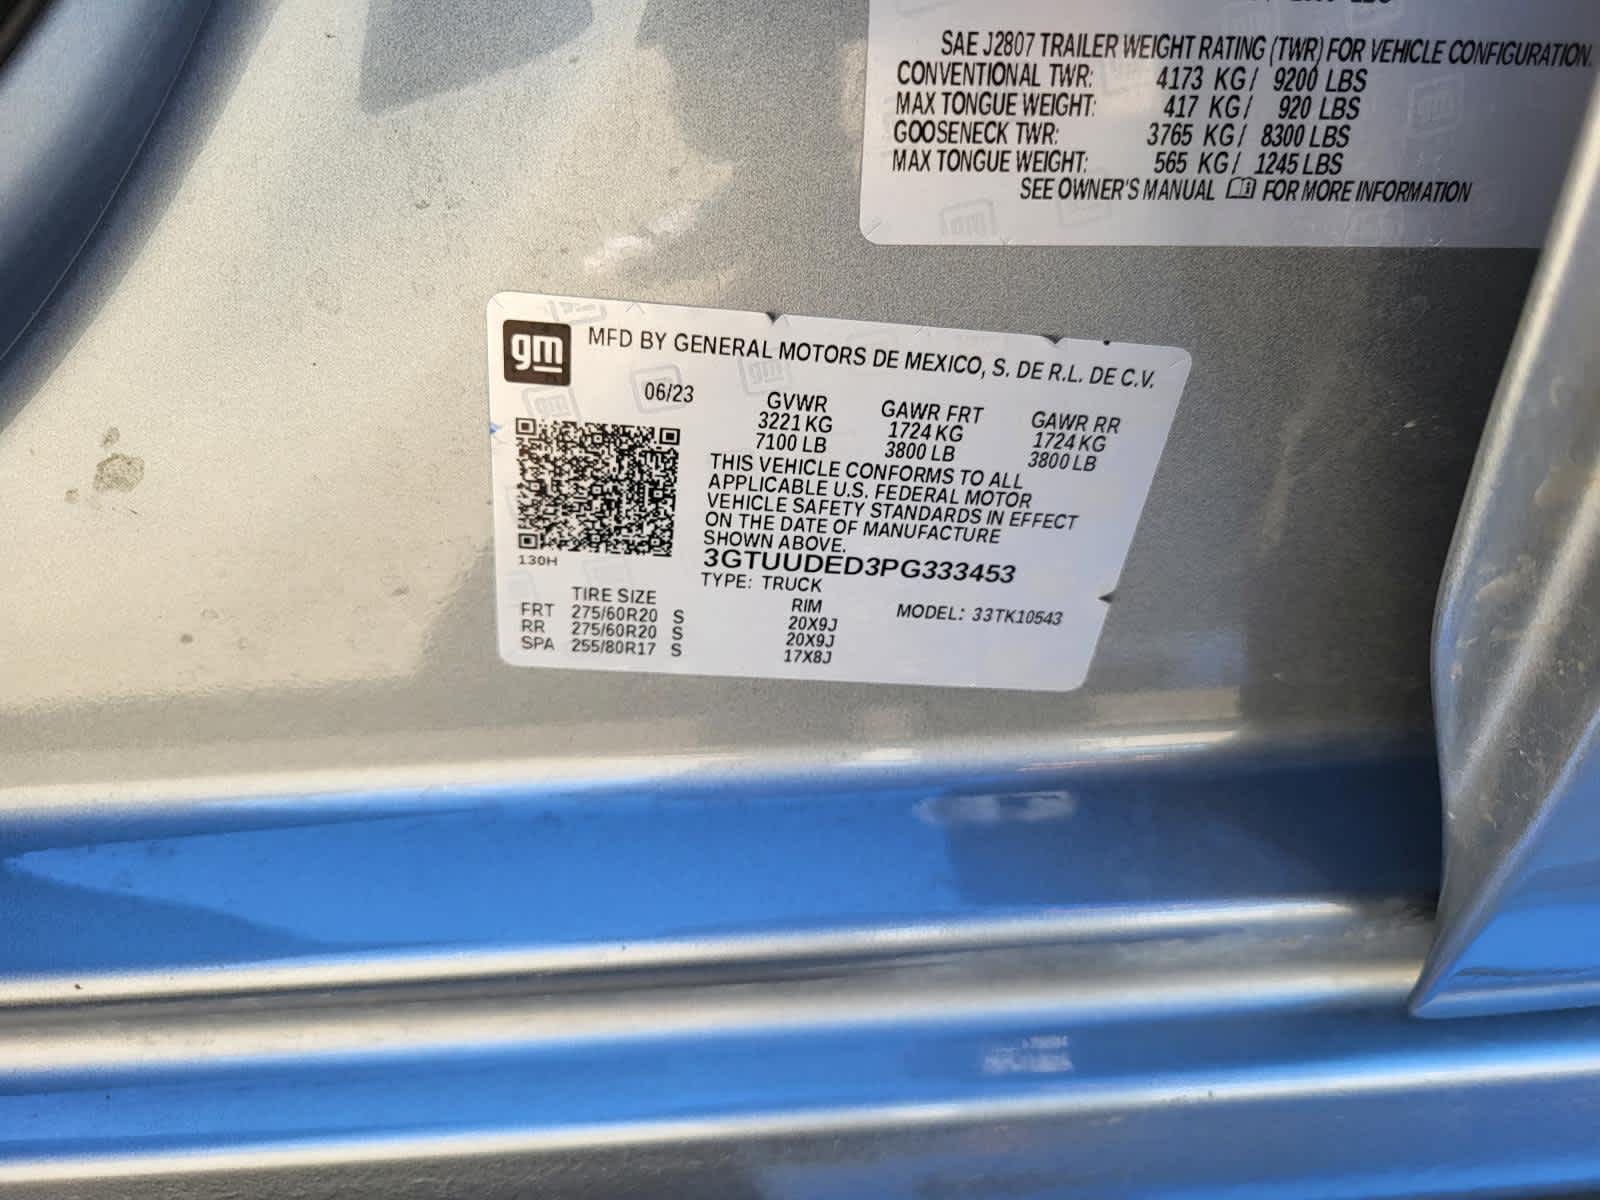 SAE J2807 TRAILER WEIGHT RATING (TWR) FOR VEHICLE CONFIGURATION.
CONVENTIONAL TWR: 4173 KG/ 9200 LBS
MAX TONGUE WEIGHT: 417 KG/ 920 LBS
GOOSENECK TWR: 3765 KG/ 8300 LBS
MAX TONGUE WEIGHT: 565 KG/ 1245 LBS
SEE OWNER'S MANUAL FOR MORE INFORMATION
gm
MFD BY GENERAL MOTORS DE MEXICO, S. DE R.L. DE C.V.
06/23 GVWR GAWR FRT GAWR RR
3221 KG 1724 KG 1724 KG
7100 LB 3800 LB 3800 LB
THIS VEHICLE CONFORMS TO ALL
APPLICABLE U.S. FEDERAL MOTOR
VEHICLE SAFETY STANDARDS IN EFFECT
ON THE DATE OF MANUFACTURE
SHOWN ABOVE.
130H 3GTUUDED3PG333453
TYPE: TRUCK
TIRE SIZE RIM MODEL: 33TK10543
FRT 275/60R20 S 20X9J
RR 275/60R20 S 20X9J
SPA 255/80R17 S 17X8J